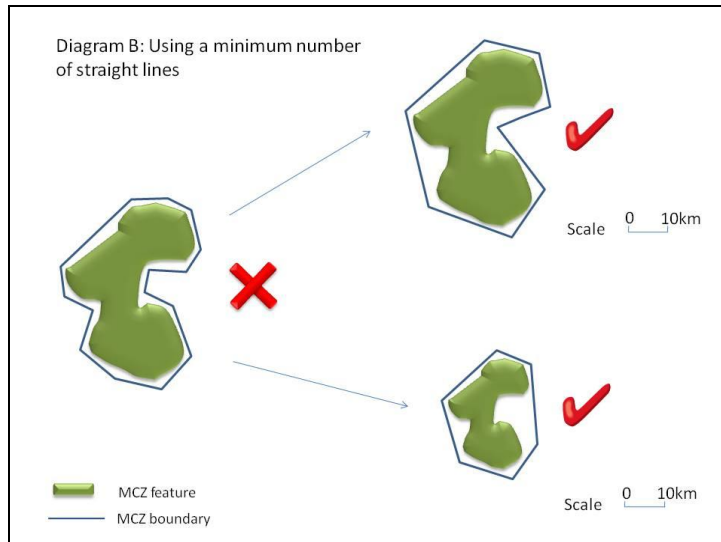 Diagram B: Using a minimum number
of straight lines
Scale 0 10km
Scale 0 10km
MCZ feature
MCZ boundary